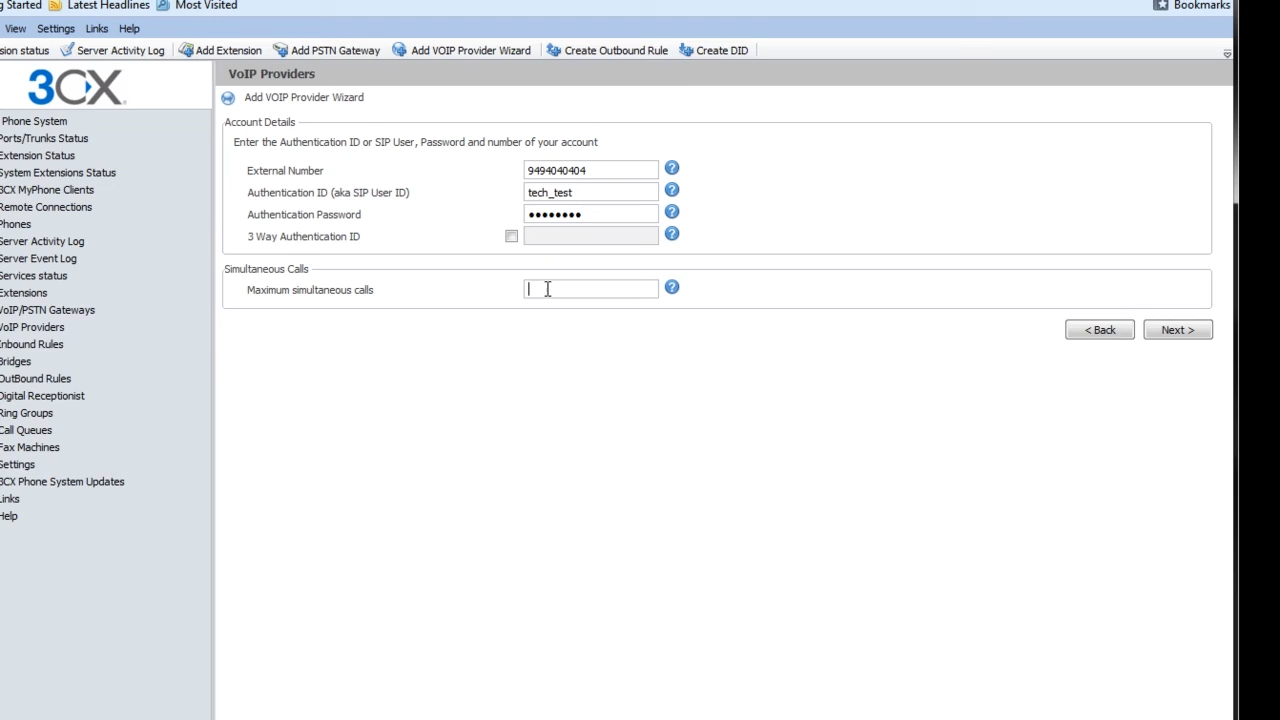 g Started Latest Headlines Most Visited Bookmarks
View Settings Links Help
sion status Server Activity Log Add Extension Add PSTN Gateway Add VOIP Provider Wizard Create Outbound Rule Create DID
3CX
VoIP Providers
Add VOIP Provider Wizard
Phone System
Ports/Trunks Status
Extension Status
System Extensions Status
3CX MyPhone Clients
Remote Connections
Phones
Server Activity Log
Server Event Log
Services status
Extensions
VoIP/PSTN Gateways
VoIP Providers
Inbound Rules
Bridges
OutBound Rules
Digital Receptionist
Ring Groups
Call Queues
Fax Machines
Settings
3CX Phone System Updates
Links
Help
Account Details
Enter the Authentication ID or SIP User, Password and number of your account
External Number 9494040404
Authentication ID (aka SIP User ID) tech_test
Authentication Password ••••••••
3 Way Authentication ID
Simultaneous Calls
Maximum simultaneous calls
< Back Next >